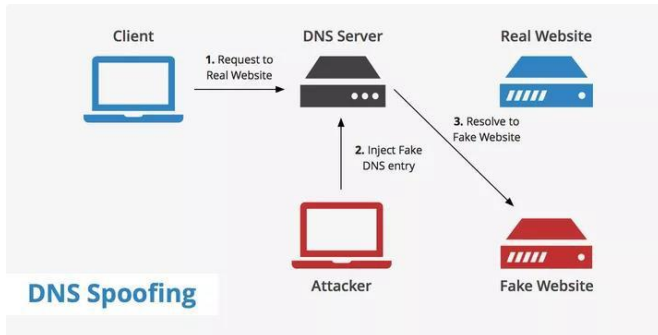 Client
DNS Server
Real Website
1. Request to
Real Website
3. Resolve to
Fake Website
2. Inject Fake
DNS entry
DNS Spoofing
Attacker
Fake Website